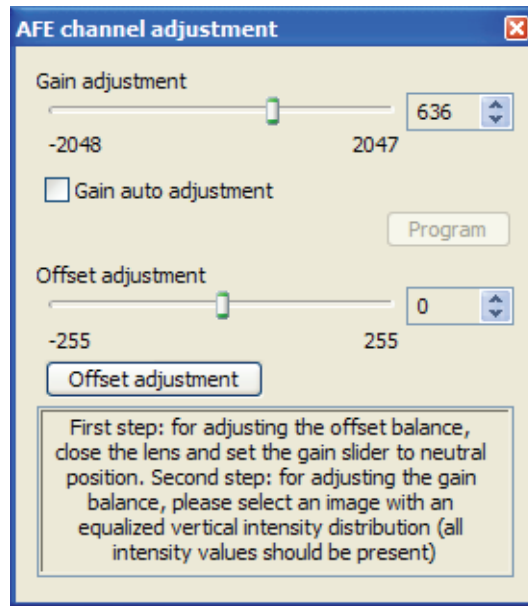 AFE channel adjustment
Gain adjustment
636
-2048 2047
Gain auto adjustment
Program
Offset adjustment
0
-255 255
Offset adjustment
First step: for adjusting the offset balance,
close the lens and set the gain slider to neutral
position. Second step: for adjusting the gain
balance, please select an image with an
equalized vertical intensity distribution (all
intensity values should be present)